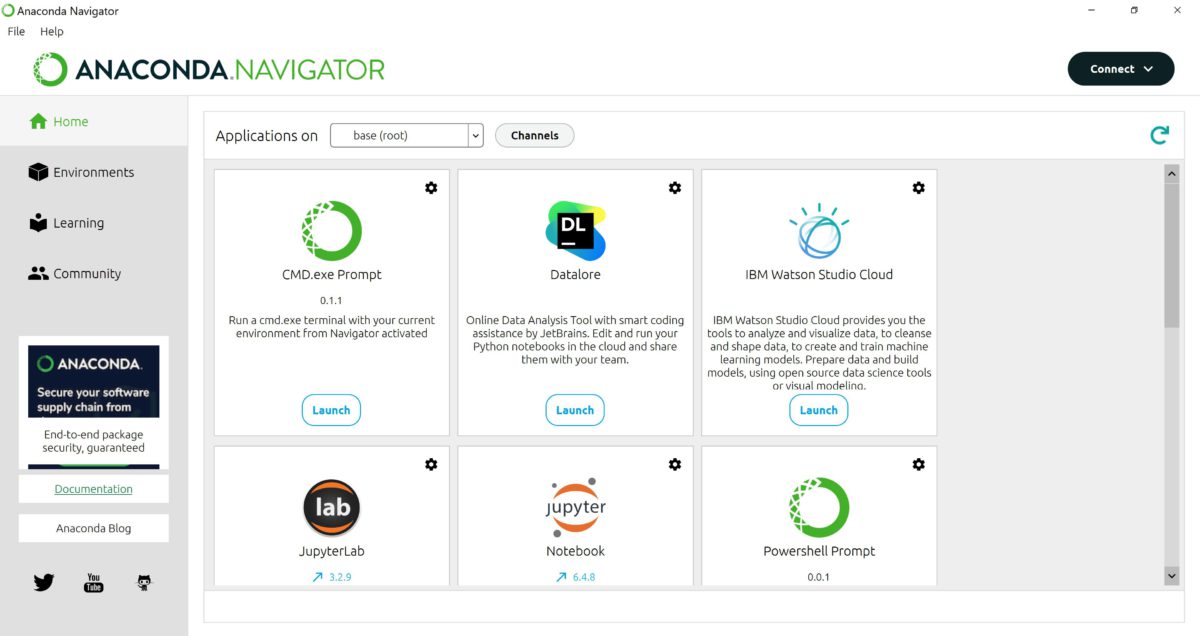 Anaconda Navigator
File Help
ANACONDA.NAVIGATOR
Connect
Home
Environments
Learning
Community
ANACONDA.
Secure your software
supply chain from
End-to-end package
security, guaranteed
Documentation
Anaconda Blog
You
Tube
Applications on base (root) Channels
CMD.exe Prompt
0.1.1
Run a cmd.exe terminal with your current
environment from Navigator activated
Launch
DL
Datalore
Online Data Analysis Tool with smart coding
assistance by JetBrains. Edit and run your
Python notebooks in the cloud and share
them with your team.
Launch
IBM Watson Studio Cloud
IBM Watson Studio Cloud provides you the
tools to analyze and visualize data, to cleanse
and shape data, to create and train machine
learning models. Prepare data and build
models, using open source data science tools
or visual modeling.
Launch
lab
JupyterLab
3.2.9
jupyter
Notebook
6.4.8
Powershell Prompt
0.0.1